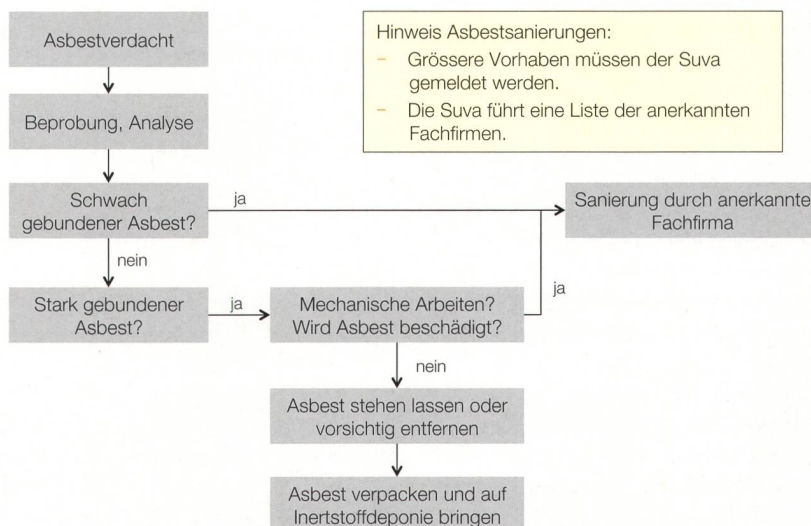 Asbestverdacht
Hinweis Asbestsanierungen:
– Grössere Vorhaben müssen der Suva
gemeldet werden.
– Die Suva führt eine Liste der anerkannten
Fachfirmen.
Beprobung, Analyse
Schwach
gebundener Asbest?
ja
Sanierung durch anerkannte
Fachfirma
nein
Stark gebundener
Asbest?
ja
Mechanische Arbeiten?
Wird Asbest beschädigt?
ja
nein
Asbest stehen lassen oder
vorsichtig entfernen
Asbest verpacken und auf
Inertstoffdeponie bringen